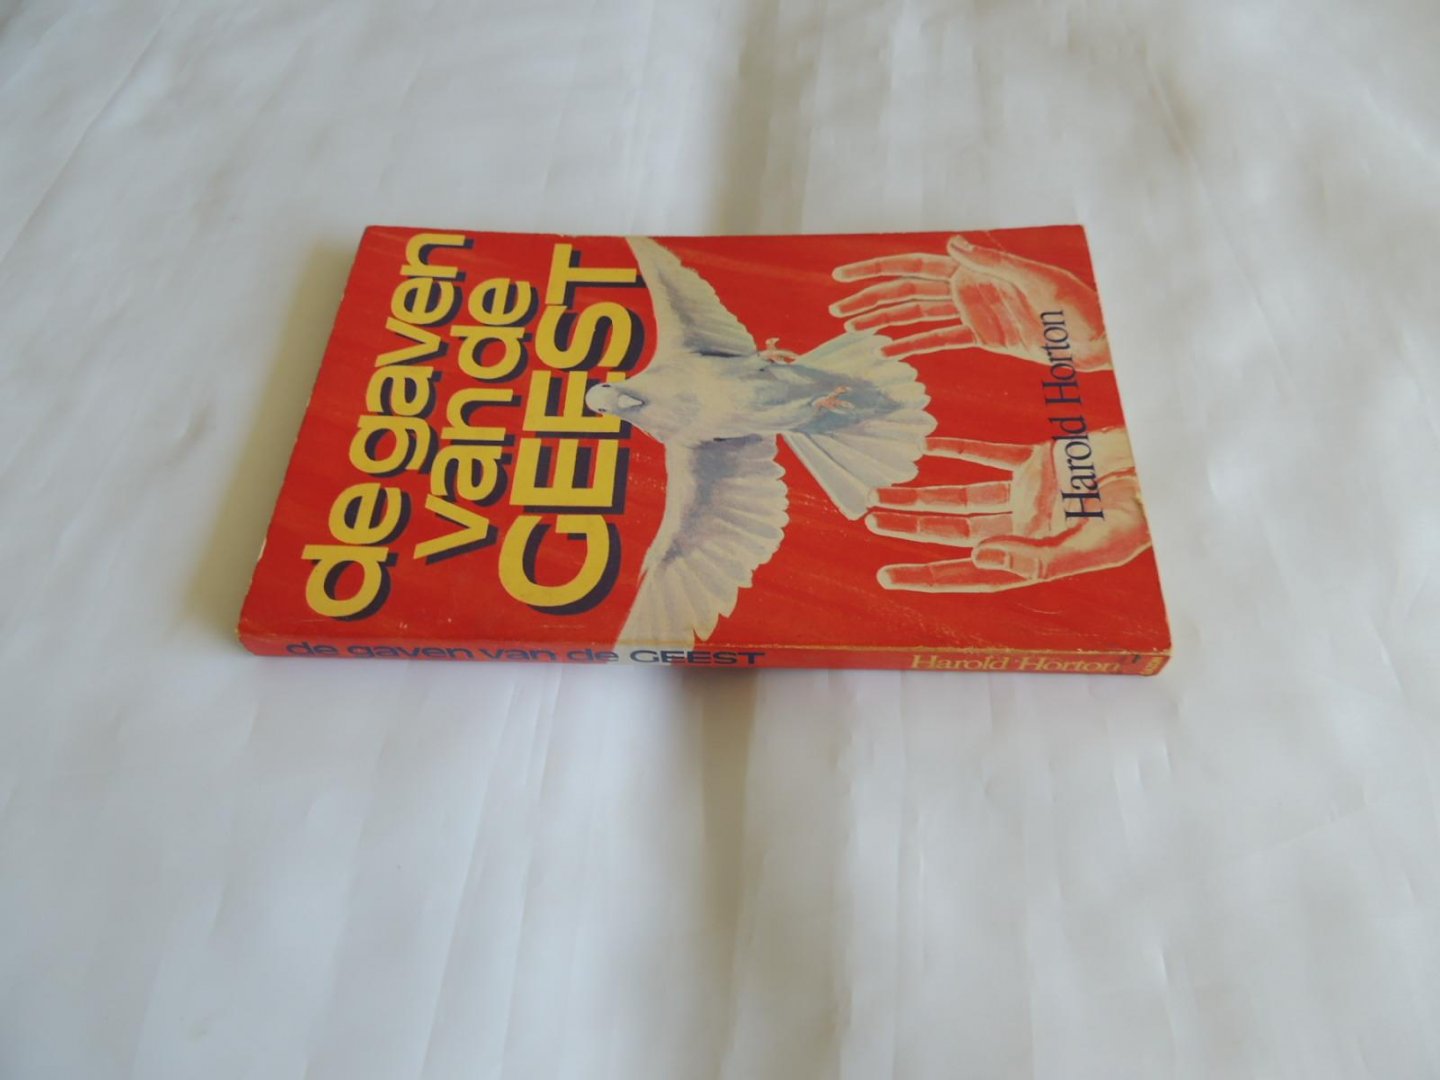 de gaven
van de
GEEST
Harold Horton
de gaven van de GEEST
Harold Horton